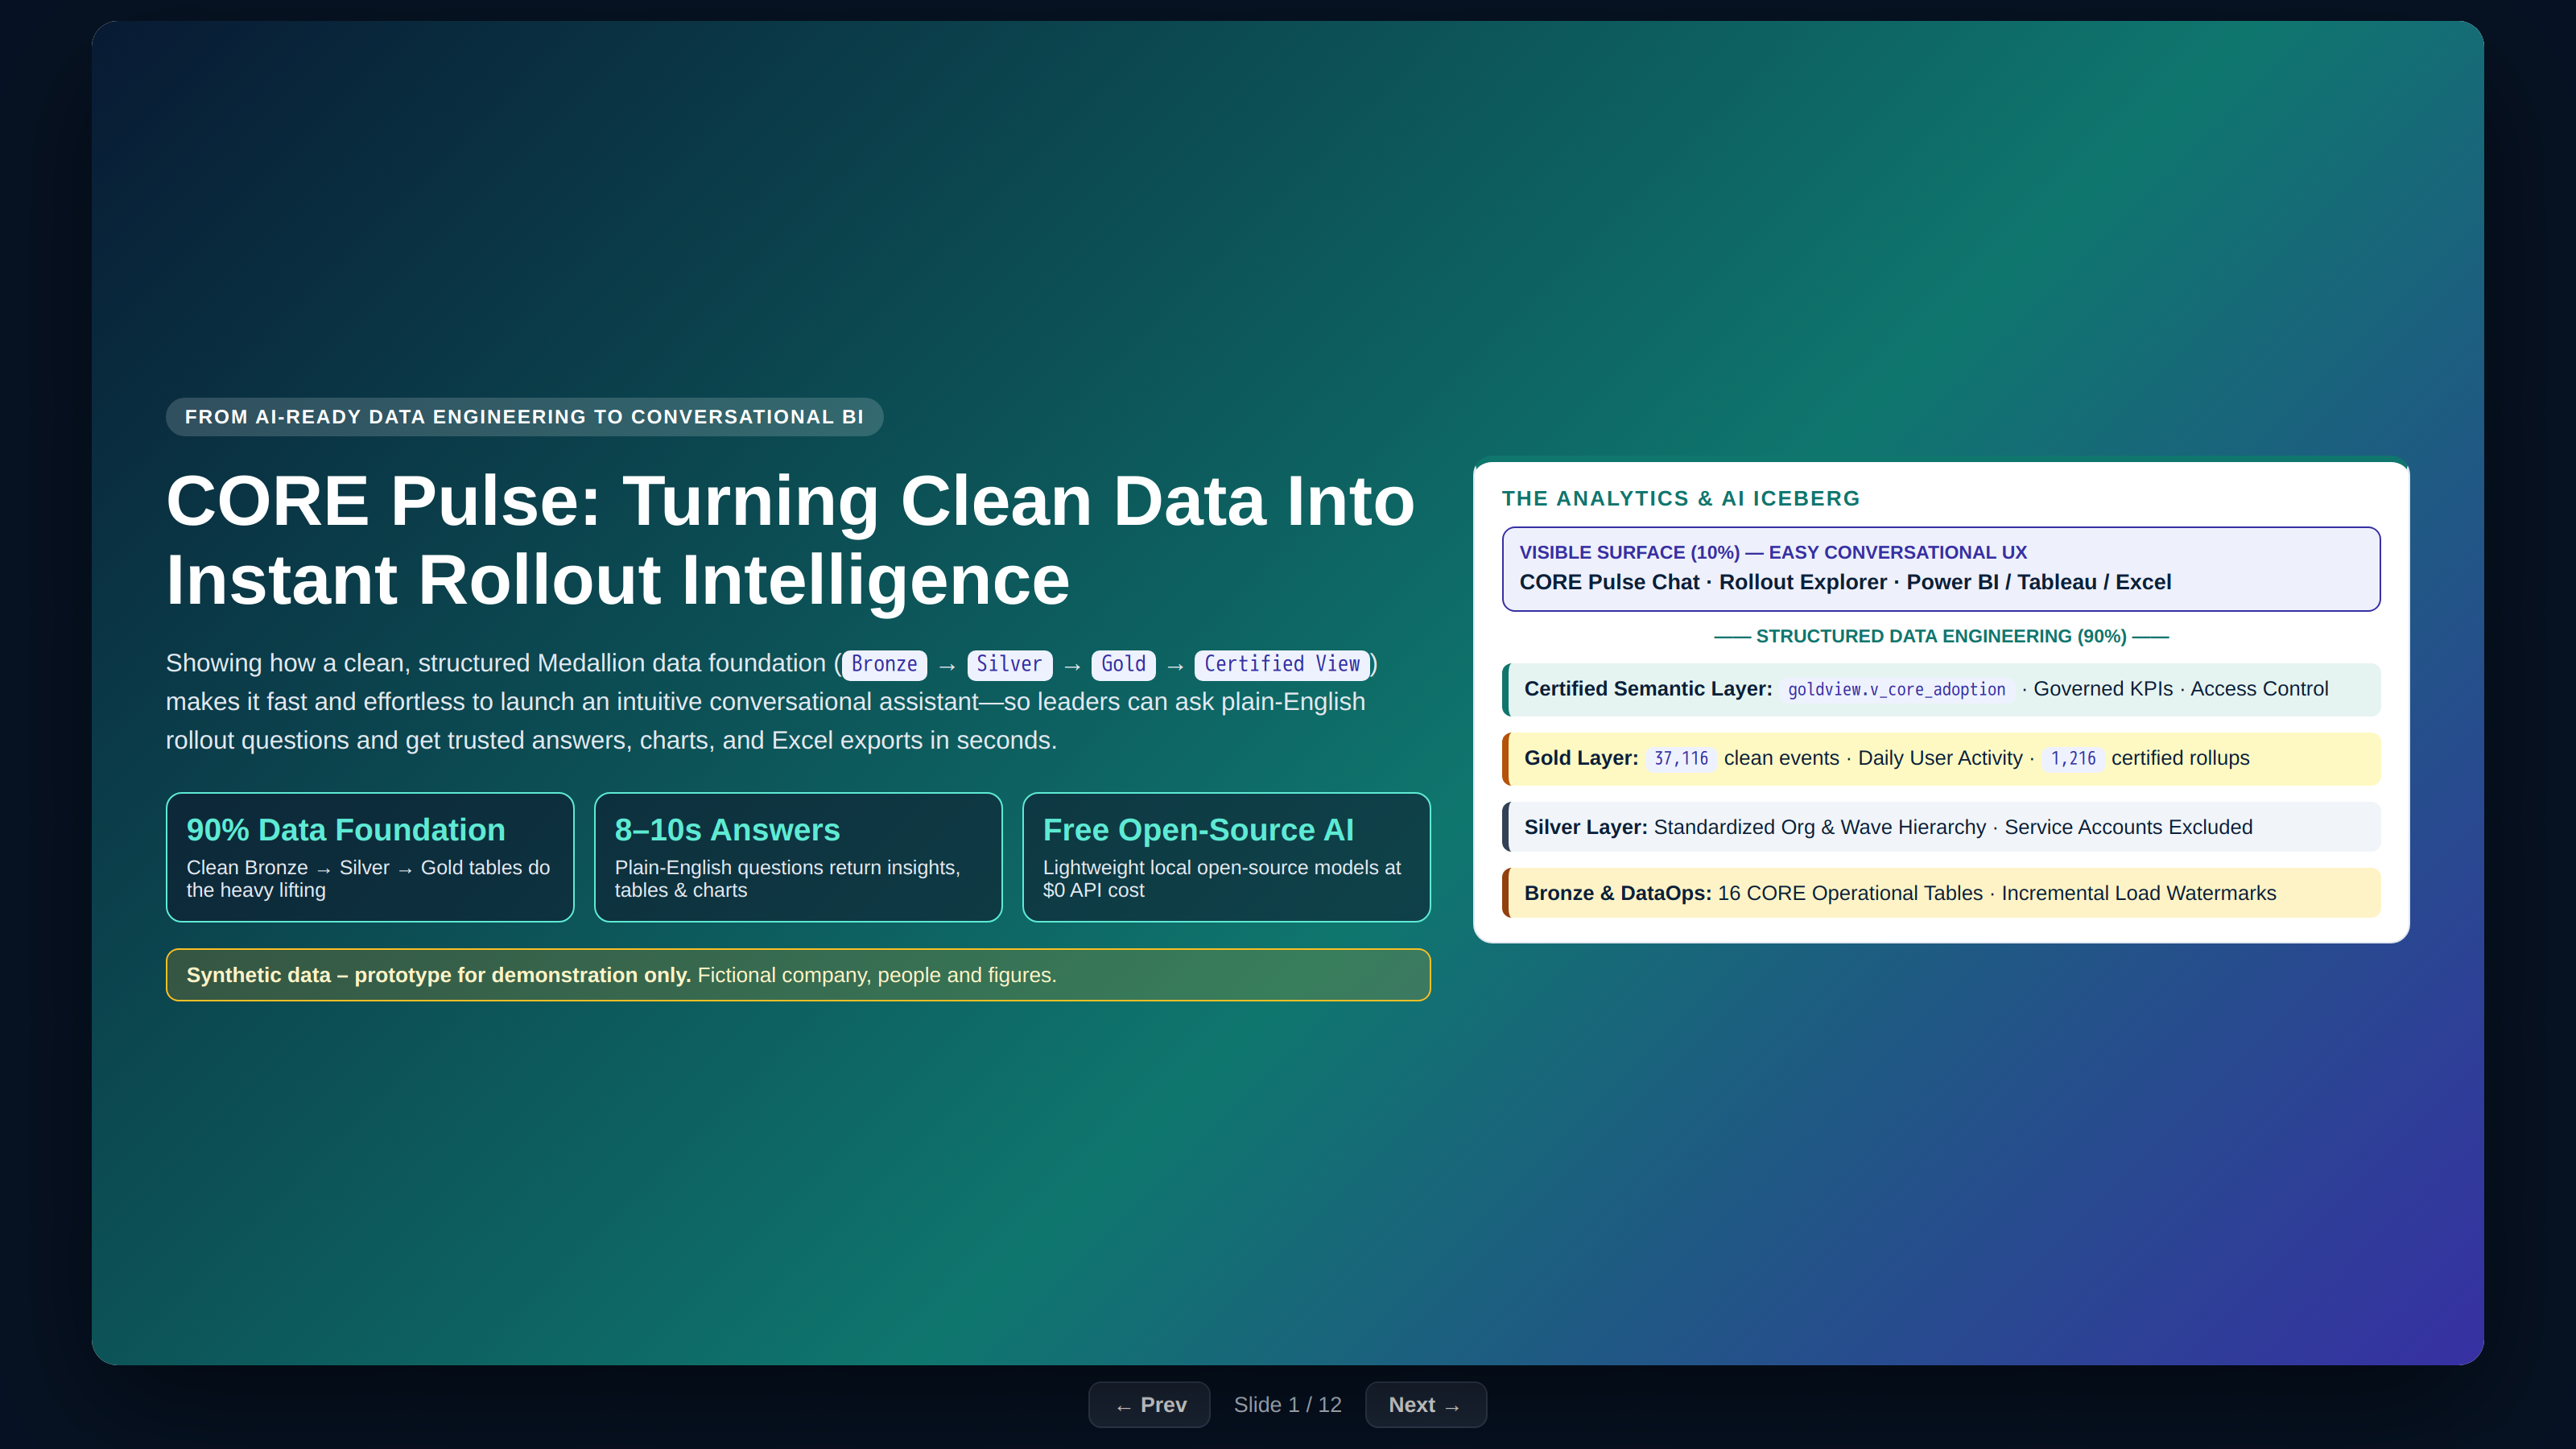 FROM AI-READY DATA ENGINEERING TO CONVERSATIONAL BI
CORE Pulse: Turning Clean Data Into
Instant Rollout Intelligence
Showing how a clean, structured Medallion data foundation (Bronze → Silver → Gold → Certified View)
makes it fast and effortless to launch an intuitive conversational assistant—so leaders can ask plain-English
rollout questions and get trusted answers, charts, and Excel exports in seconds.
90% Data Foundation
Clean Bronze → Silver → Gold tables do
the heavy lifting
8–10s Answers
Plain-English questions return insights,
tables & charts
Free Open-Source AI
Lightweight local open-source models at
$0 API cost
Synthetic data – prototype for demonstration only. Fictional company, people and figures.
THE ANALYTICS & AI ICEBERG
VISIBLE SURFACE (10%) — EASY CONVERSATIONAL UX
CORE Pulse Chat · Rollout Explorer · Power BI / Tableau / Excel
—— STRUCTURED DATA ENGINEERING (90%) ——
Certified Semantic Layer: goldview.v_core_adoption · Governed KPIs · Access Control
Gold Layer: 37,116 clean events · Daily User Activity · 1,216 certified rollups
Silver Layer: Standardized Org & Wave Hierarchy · Service Accounts Excluded
Bronze & DataOps: 16 CORE Operational Tables · Incremental Load Watermarks
← Prev
Slide 1 / 12
Next →